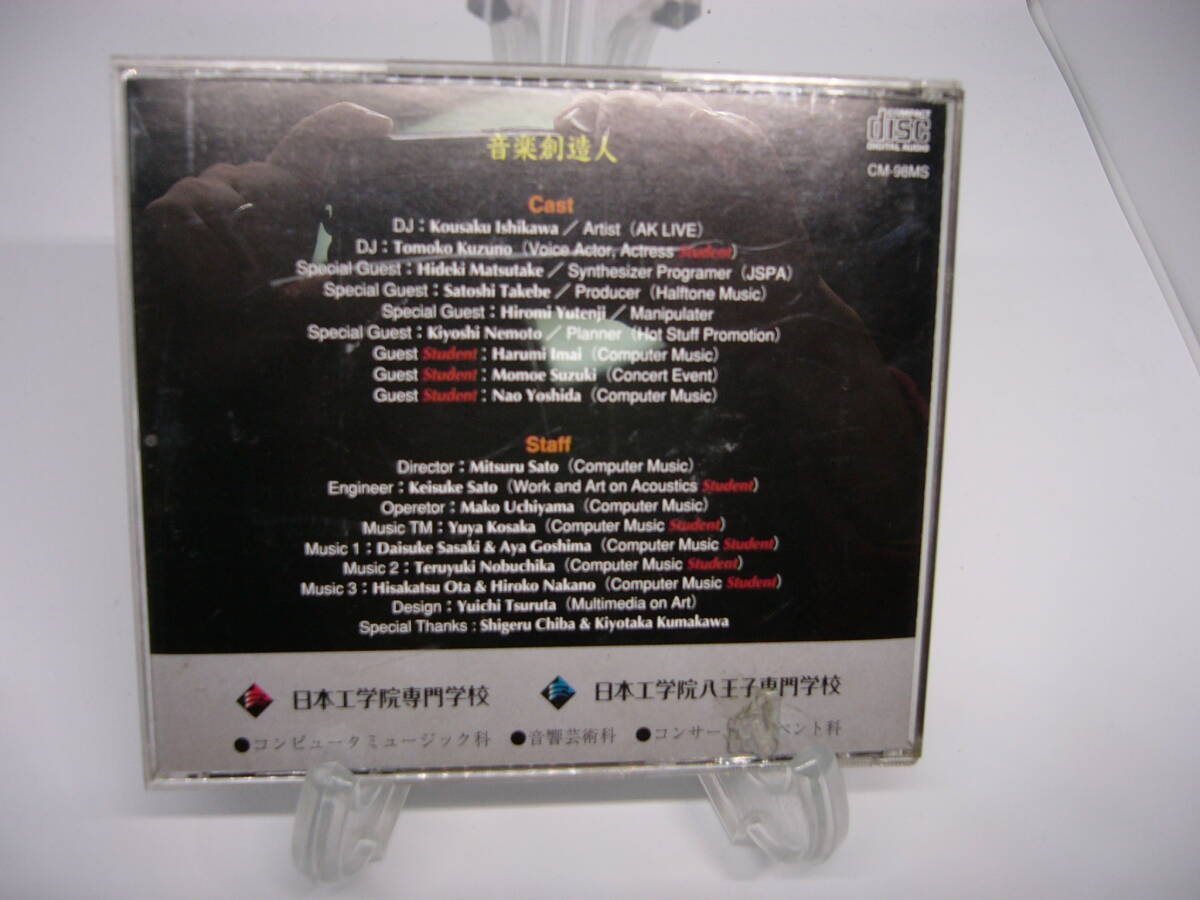 COMPACT
disc
DIGITAL AUDIO
CM-98MS
音楽創造人
Cast
DJ：Kousaku Ishikawa／Artist（AK LIVE）
DJ：Tomoko Kuzuno（Voice Actor, Actress Student）
Special Guest：Hideki Matsutake／Synthesizer Programer（JSPA）
Special Guest：Satoshi Takebe／Producer（Halftone Music）
Special Guest：Hiromi Yutenji／Manipulater
Special Guest：Kiyoshi Nemoto／Planner（Hot Stuff Promotion）
Guest Student：Harumi Imai（Computer Music）
Guest Student：Momoe Suzuki（Concert Event）
Guest Student：Nao Yoshida（Computer Music）
Staff
Director：Mitsuru Sato（Computer Music）
Engineer：Keisuke Sato（Work and Art on Acoustics Student）
Operetor：Mako Uchiyama（Computer Music）
Music TM：Yuya Kosaka（Computer Music Student）
Music 1：Daisuke Sasaki & Aya Goshima（Computer Music Student）
Music 2：Teruyuki Nobuchika（Computer Music Student）
Music 3：Hisakatsu Ota & Hiroko Nakano（Computer Music Student）
Design：Yuichi Tsuruta（Multimedia on Art）
Special Thanks：Shigeru Chiba & Kiyotaka Kumakawa
日本工学院専門学校 日本工学院八王子専門学校
●コンピュータミュージック科 ●音響芸術科 ●コンサー ベント科